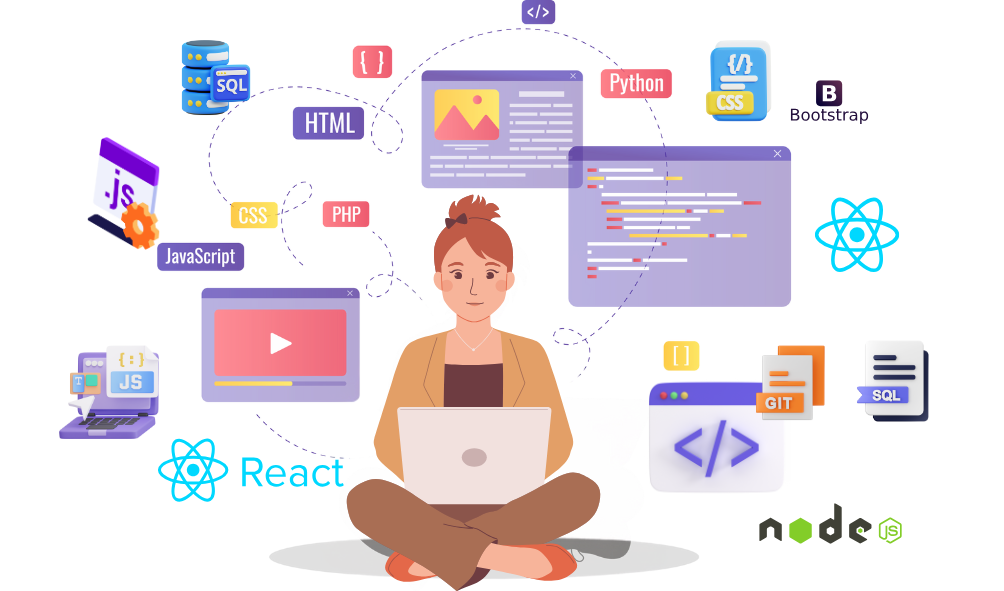 </>
{ }
SQL
HTML
Python
{/}
CSS
B
Bootstrap
.js
CSS
PHP
JavaScript
{:}
T
JS
[ ]
GIT
SQL
</>
React
node
JS